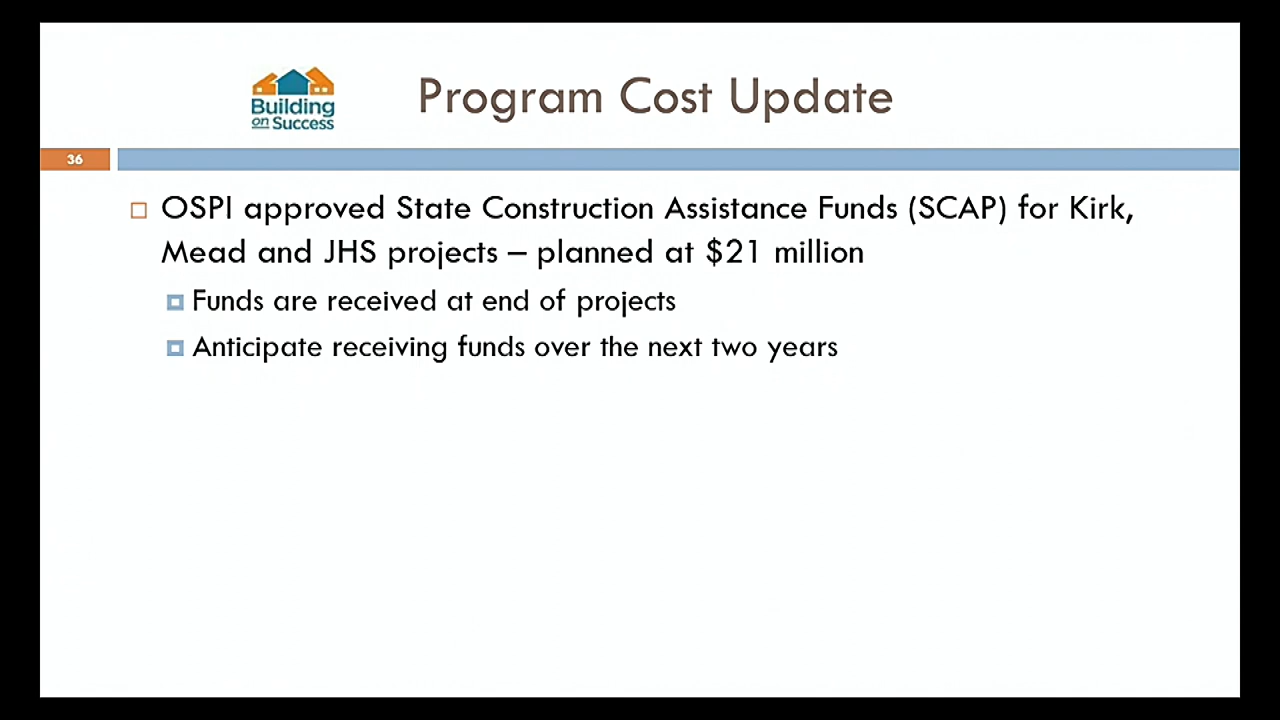 Building
on Success
Program Cost Update
36
OSPI approved State Construction Assistance Funds (SCAP) for Kirk,
Mead and JHS projects – planned at $21 million
Funds are received at end of projects
Anticipate receiving funds over the next two years